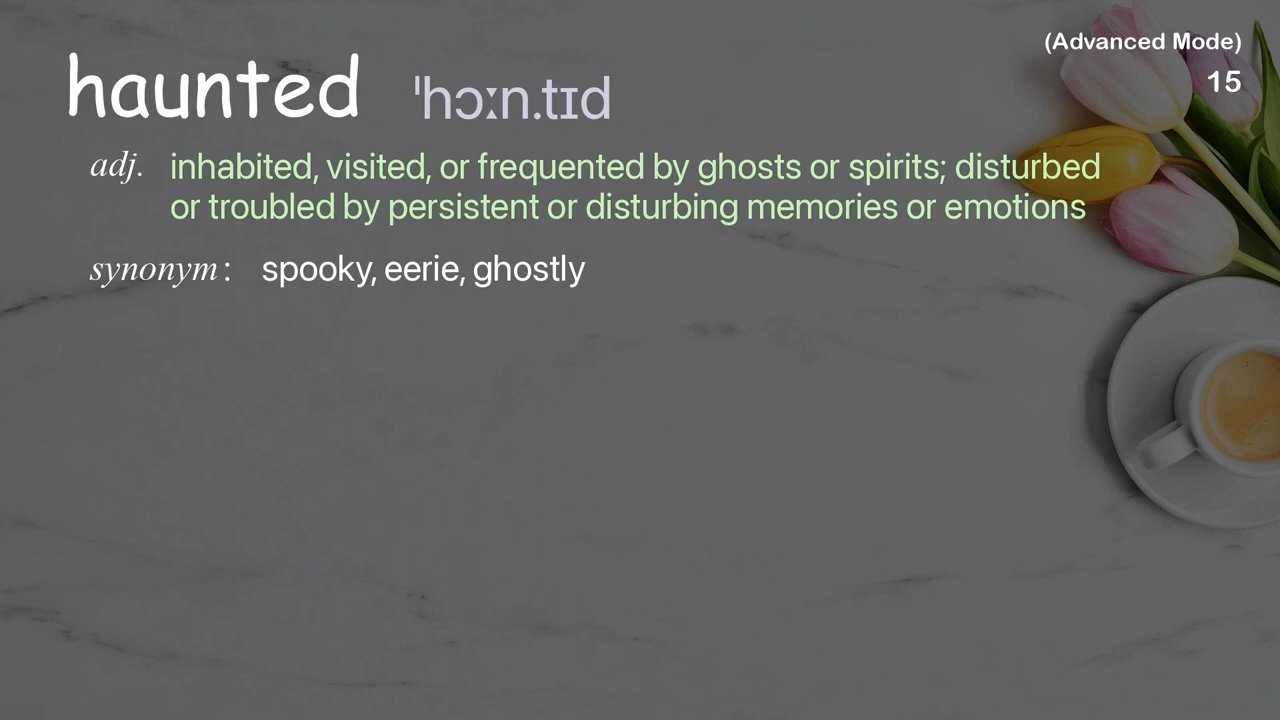 (Advanced Mode)
15
haunted ˈhɔːn.tɪd
adj. inhabited, visited, or frequented by ghosts or spirits; disturbed
or troubled by persistent or disturbing memories or emotions
synonym: spooky, eerie, ghostly